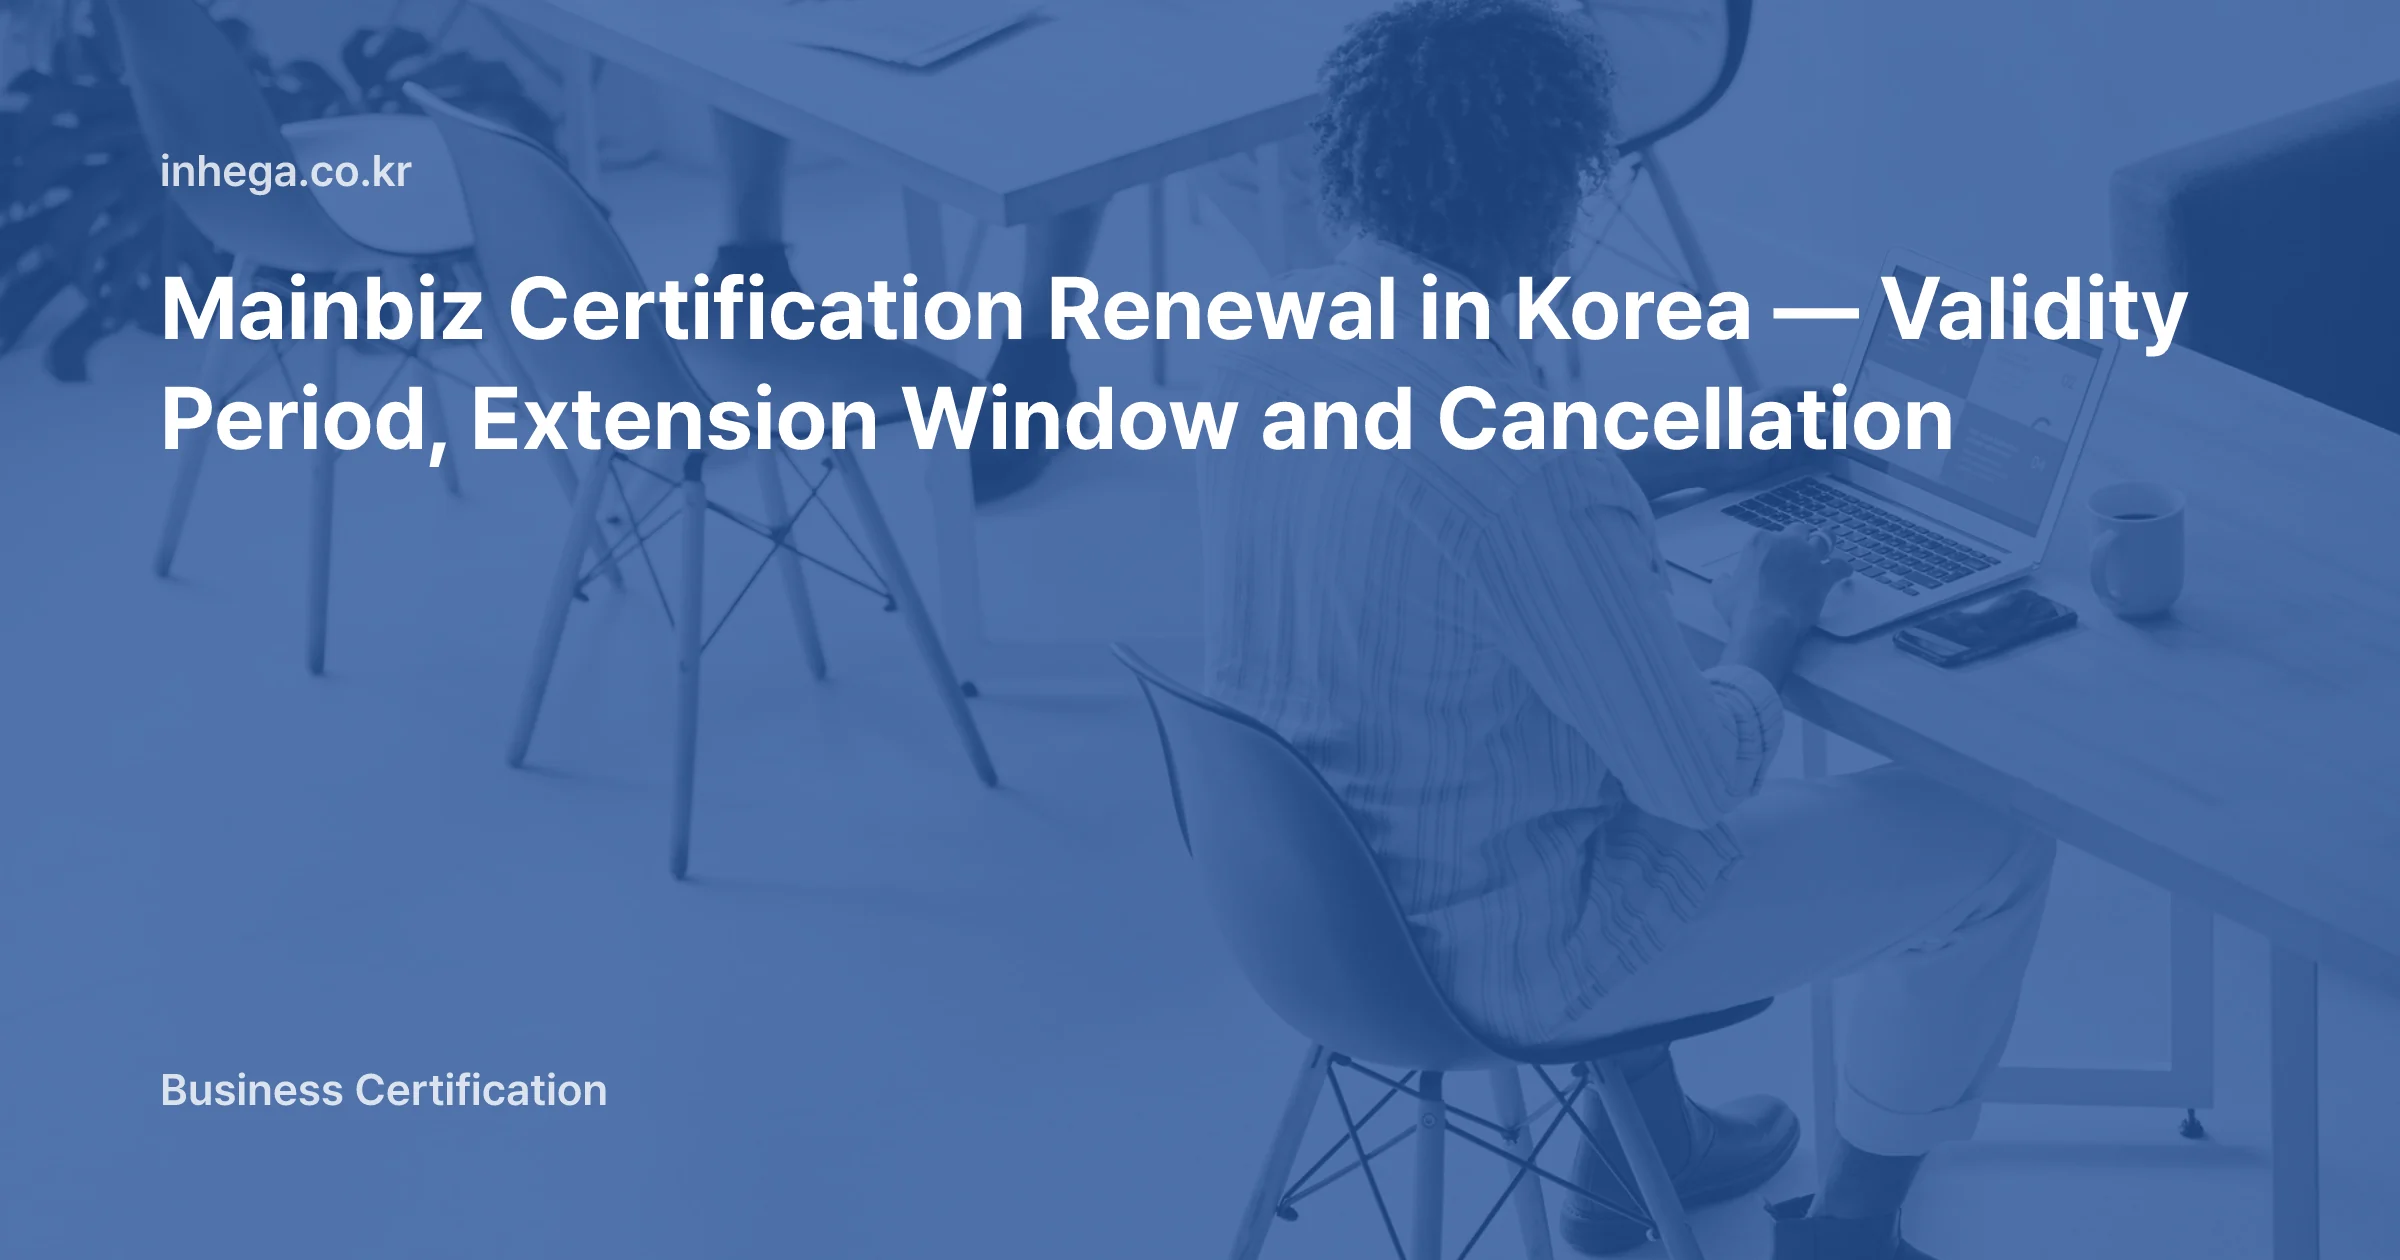 inhega.co.kr
Mainbiz Certification Renewal in Korea — Validity
Period, Extension Window and Cancellation
Business Certification